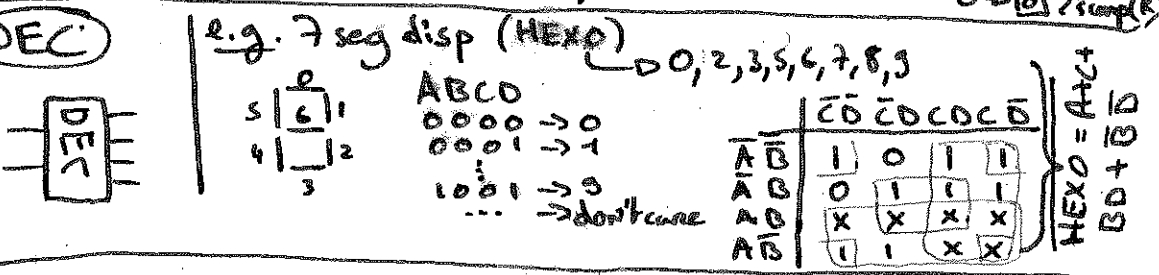 DEC
DEC
e.g. 7 seg disp (HEX0)
0, 2, 3, 5, 6, 7, 8, 9
0
5 6 1
4 2
3
ABCD
0000 → 0
0001 → 1
⋮
1001 → 9
... → don't care
C̅D̅ C̅D CD CD̅
A̅B̅ 1 0 1 1
A̅B 0 1 1 1
AB X X X X
AB̅ 1 1 X X
HEX0 = A+C+
BD + B̅D̅